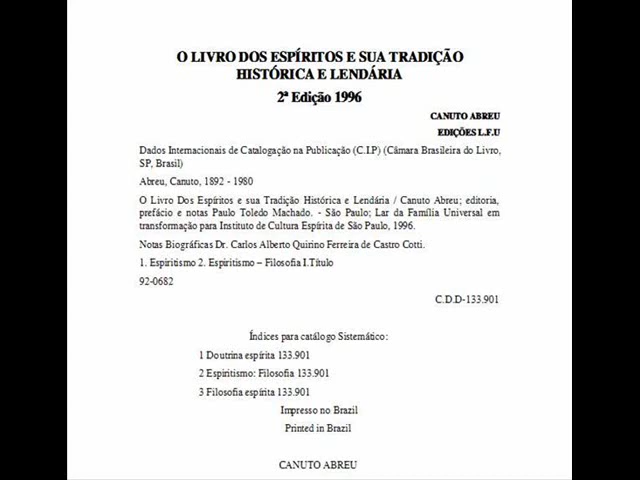 O LIVRO DOS ESPÍRITOS E SUA TRADIÇÃO
HISTÓRICA E LENDÁRIA
2ª Edição 1996
CANUTO ABREU
EDIÇÕES L.F.U
Dados Internacionais de Catalogação na Publicação (C.I.P) (Câmara Brasileira do Livro,
SP, Brasil)
Abreu, Canuto, 1892 - 1980
O Livro Dos Espíritos e sua Tradição Histórica e Lendária / Canuto Abreu; editoria,
prefácio e notas Paulo Toledo Machado. - São Paulo; Lar da Família Universal em
transformação para Instituto de Cultura Espírita de São Paulo, 1996.
Notas Biográficas Dr. Carlos Alberto Quirino Ferreira de Castro Cotti.
1. Espiritismo 2. Espiritismo – Filosofia I.Título
92-0682
C.D.D-133.901
Índices para catálogo Sistemático:
1 Doutrina espírita 133.901
2 Espiritismo: Filosofia 133.901
3 Filosofia espírita 133.901
Impresso no Brazil
Printed in Brazil
CANUTO ABREU